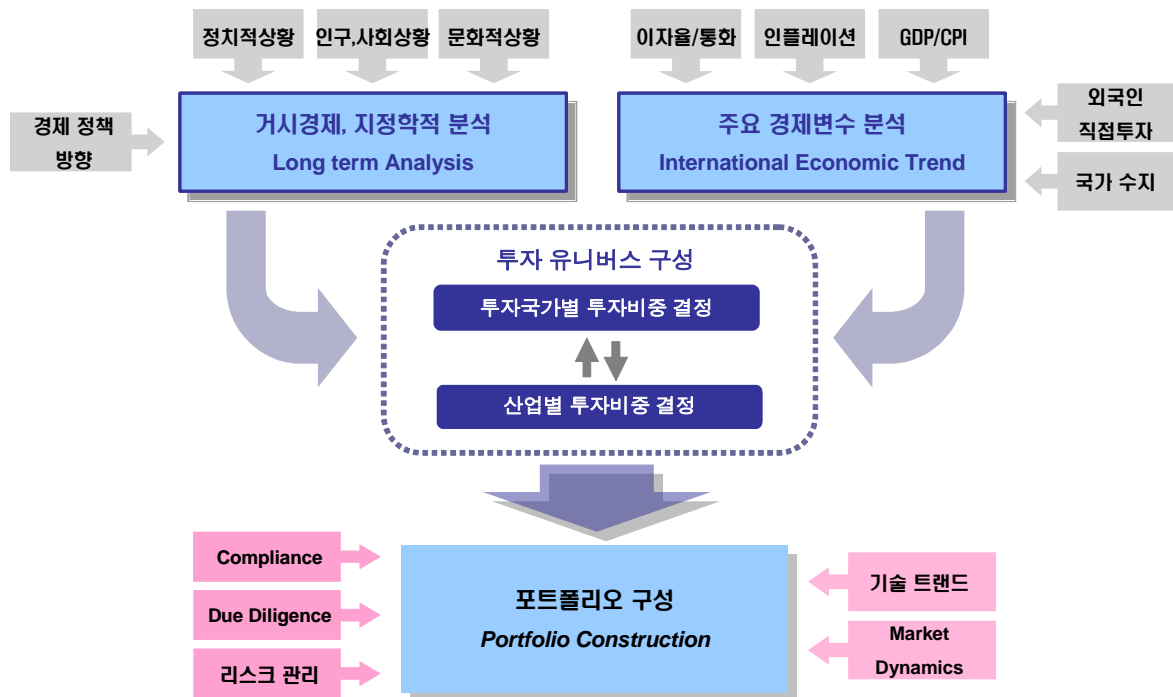 정치적상황
인구,사회상황
문화적상황
이자율/통화
인플레이션
GDP/CPI
경제 정책
방향
거시경제, 지정학적 분석
Long term Analysis
주요 경제변수 분석
International Economic Trend
외국인
직접투자
국가 수지
투자 유니버스 구성
투자국가별 투자비중 결정
산업별 투자비중 결정
Compliance
Due Diligence
리스크 관리
포트폴리오 구성
Portfolio Construction
기술 트랜드
Market
Dynamics